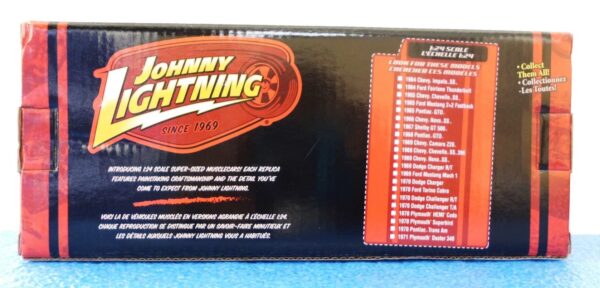 JOHNNY
LIGHTNING
SINCE 1969
INTRODUCING 1:24 SCALE SUPER-SIZED MUSCLECARS! EACH REPLICA
FEATURES PAINSTAKING CRAFTSMANSHIP AND THE DETAIL YOU'VE
COME TO EXPECT FROM JOHNNY LIGHTNING.
VOICI LA DE VÉHICULES MUSCLÉS EN VERSIONS AGRANDIE À L'ÉCHELLE 1:24.
CHAQUE REPRODUCTION SE DISTINGUE PAR UN SAVOIR-FAIRE MINUTIEUX ET
LES DÉTAILS AUXQUELS JOHNNY LIGHTNING VOUS A HABITUÉS.
1:24 SCALE
L'ÉCHELLE 1:24
LOOK FOR THESE MODELS
CHERCHER CES MODÈLES
1964 Chevy. Impala. SS.
1964 Ford Fairlane Thunderbolt
1965 Chevy. Chevelle. SS.
1965 Ford Mustang 2+2 Fastback
1965 Pontiac. GTO.
1966 Chevy. Nova. SS.
1967 Shelby GT 500.
1968 Pontiac. GTO.
1969 Chevy. Camaro Z28.
1969 Chevy. Chevelle. SS.
1969 Chevy. Nova. SS.
1969 Dodge Charger R/T
1969 Ford Mustang Mach 1
1970 Dodge Charger
1970 Ford Torino Cobra
1970 Dodge Challenger R/T
1970 Dodge Challenger T/A
1970 Plymouth 'HEMI' Cuda
1970 Plymouth Superbird
1970 Pontiac. Trans Am
1971 Plymouth Duster 340
• Collect
Them All!
• Collectionnez
-Les Toutes!